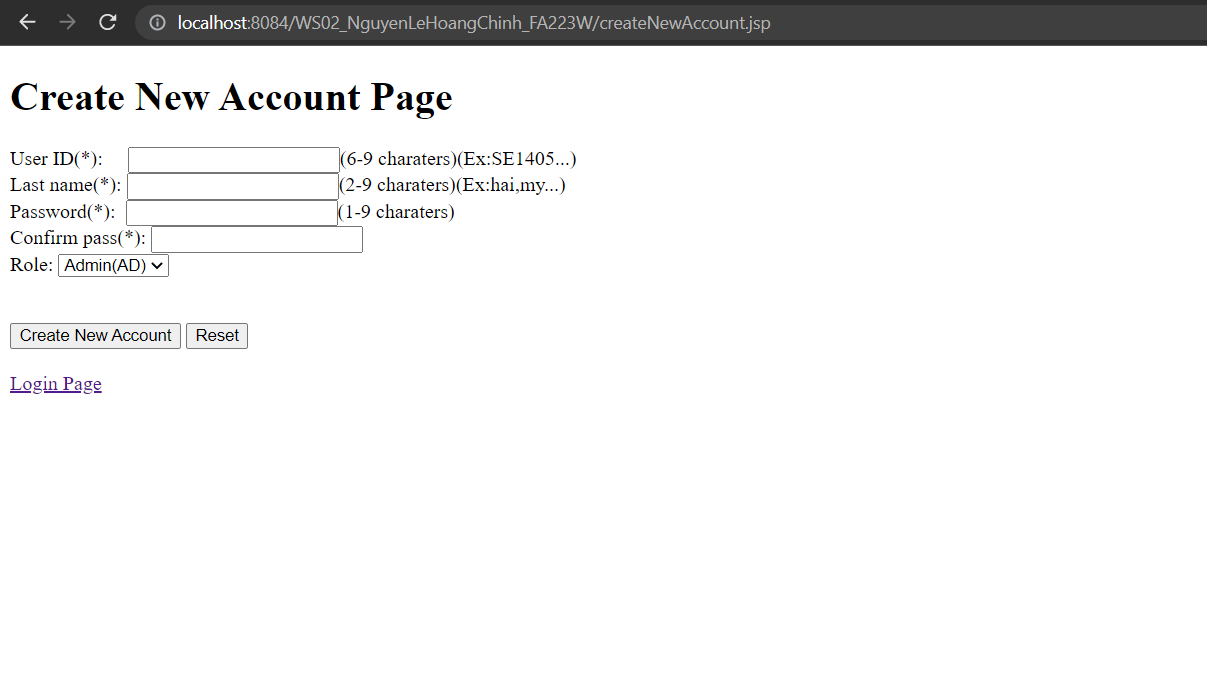 localhost:8084/WS02_NguyenLeHoangChinh_FA223W/createNewAccount.jsp
Create New Account Page
User ID(*): (6-9 charaters)(Ex:SE1405...)
Last name(*): (2-9 charaters)(Ex:hai,my...)
Password(*): (1-9 charaters)
Confirm pass(*):
Role: Admin(AD)
Create New Account Reset
Login Page